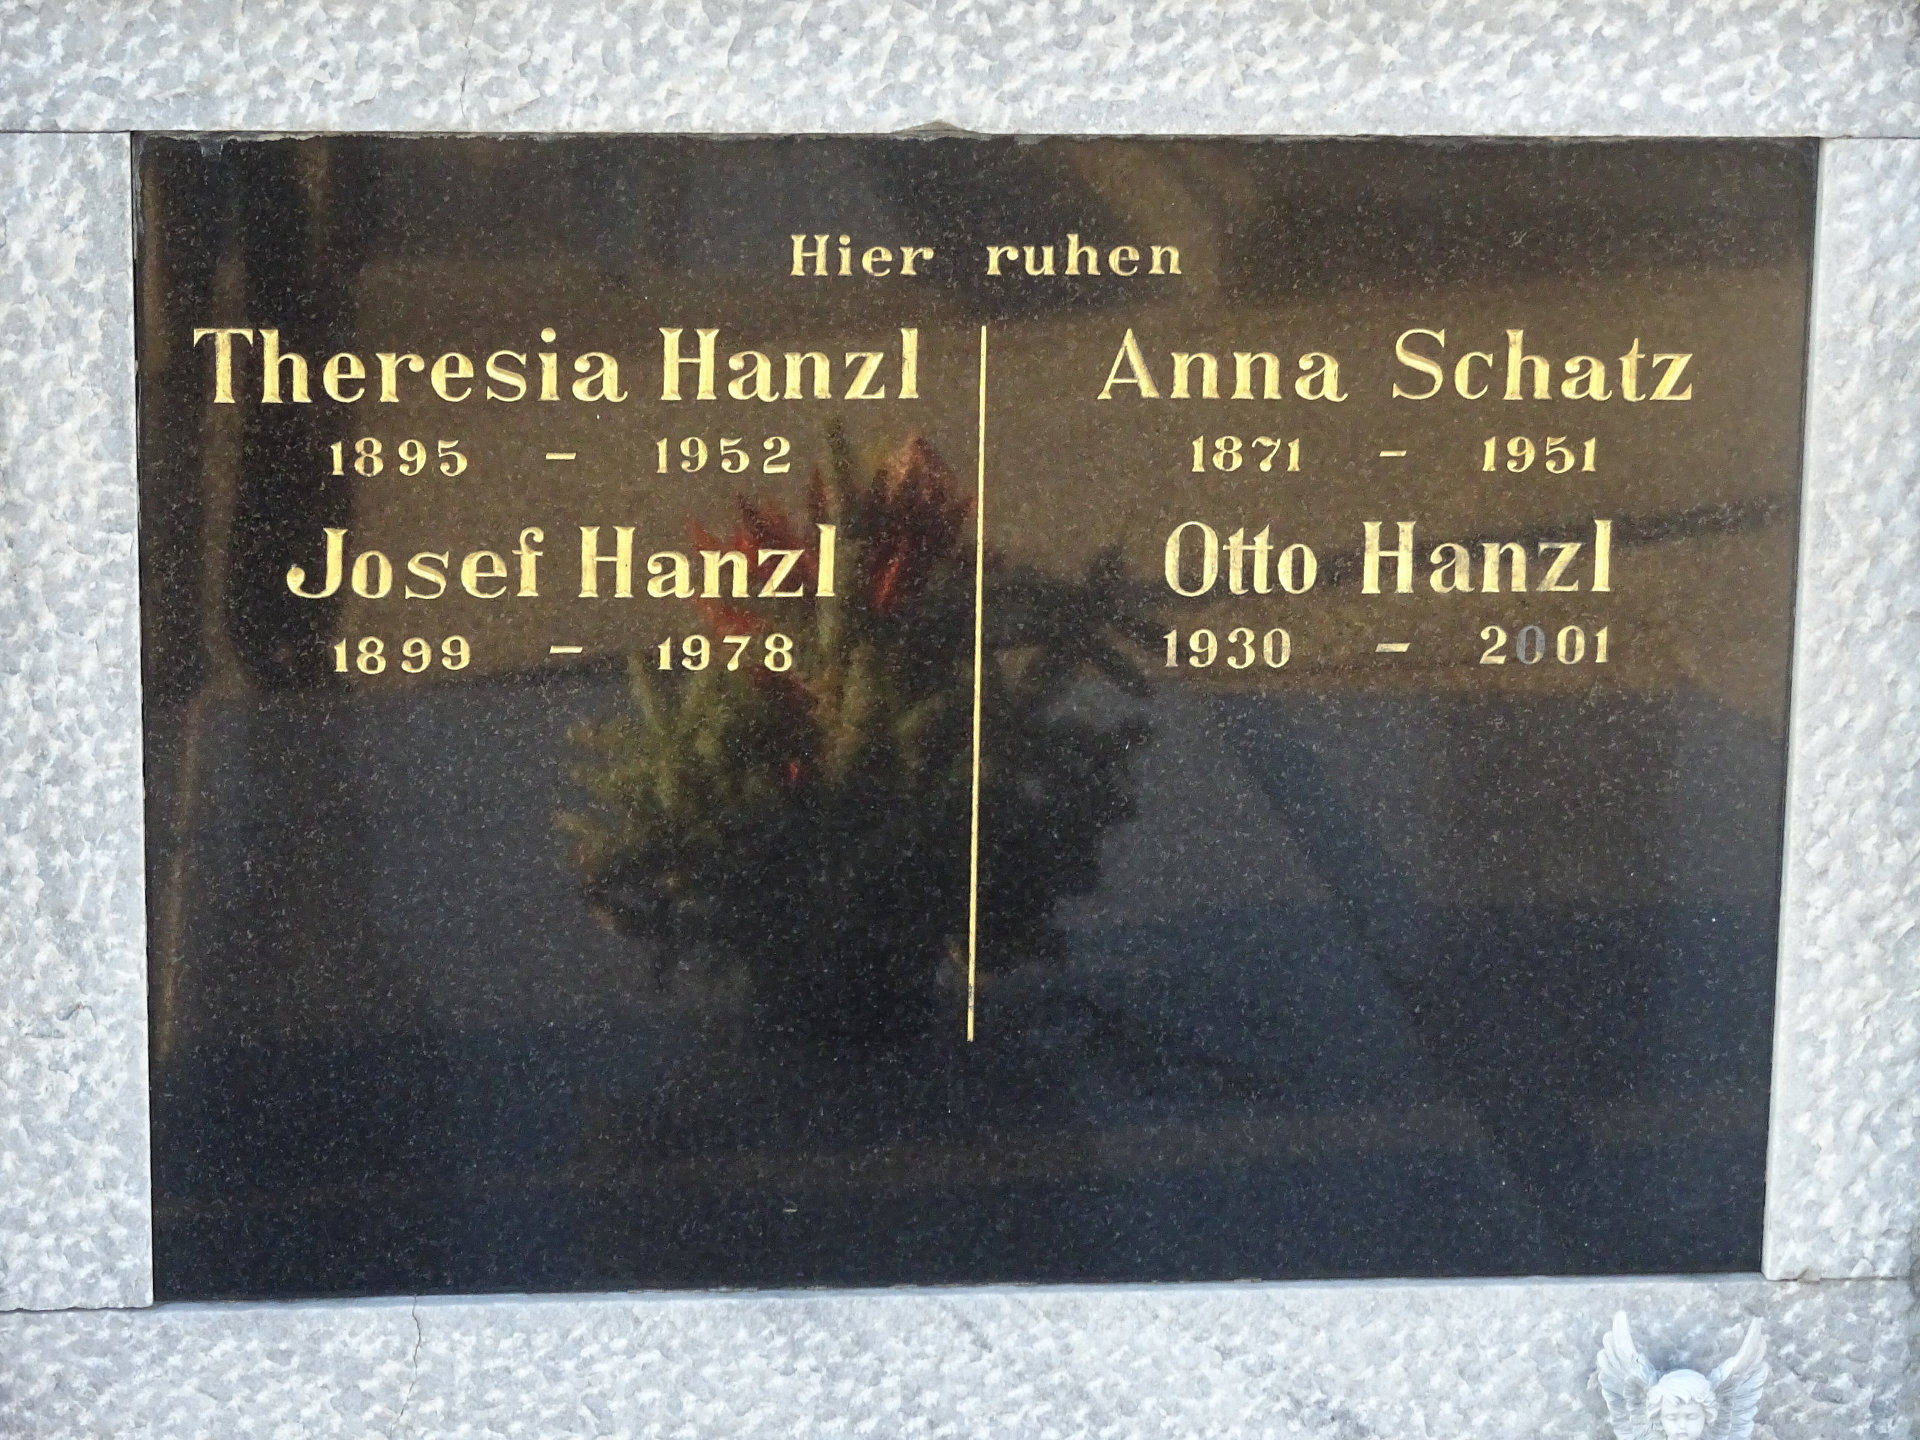 Hier ruhen
Theresia Hanzl
1895 – 1952
Josef Hanzl
1899 – 1978
Anna Schatz
1871 – 1951
Otto Hanzl
1930 – 2001